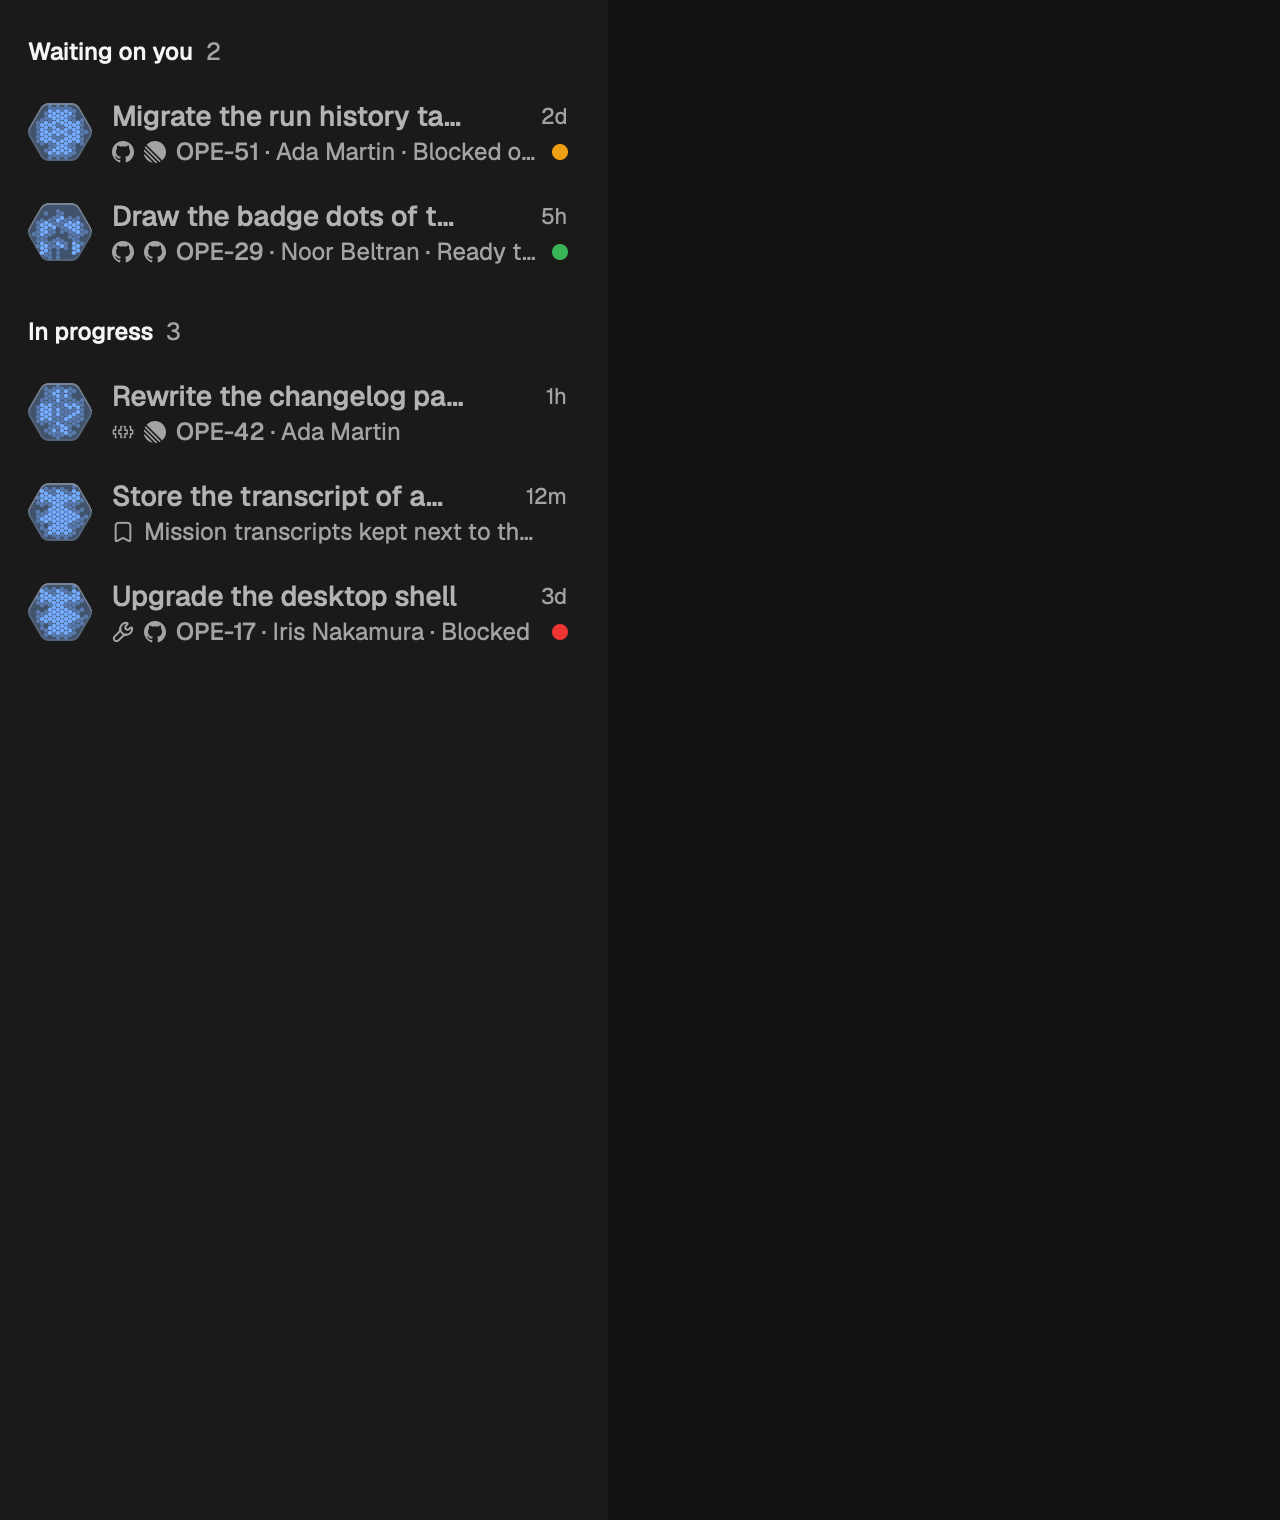 Waiting on you 2
Migrate the run history ta… 2d
OPE-51 · Ada Martin · Blocked o…
Draw the badge dots of t… 5h
OPE-29 · Noor Beltran · Ready t…
In progress 3
Rewrite the changelog pa… 1h
OPE-42 · Ada Martin
Store the transcript of a… 12m
Mission transcripts kept next to th…
Upgrade the desktop shell 3d
OPE-17 · Iris Nakamura · Blocked